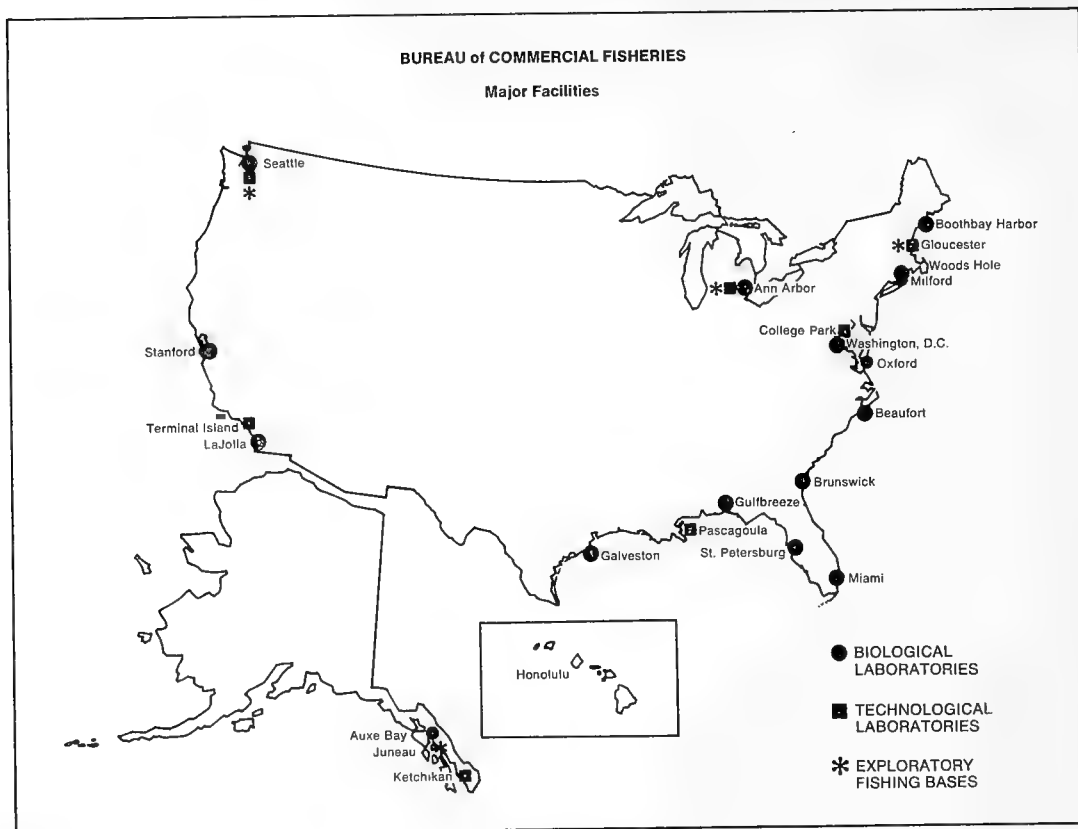 BUREAU of COMMERCIAL FISHERIES
Major Facilities
Seattle
Boothbay Harbor
Gloucester
Woods Hole
Milford
Ann Arbor
College Park
Washington, D.C.
Oxford
Stanford
Beaufort
Terminal Island
LaJolla
Brunswick
Gulfbreeze
Pascagoula
St. Petersburg
Galveston
Miami
Honolulu
BIOLOGICAL
LABORATORIES
TECHNOLOGICAL
LABORATORIES
EXPLORATORY
FISHING BASES
Auxe Bay
Juneau
Ketchikan